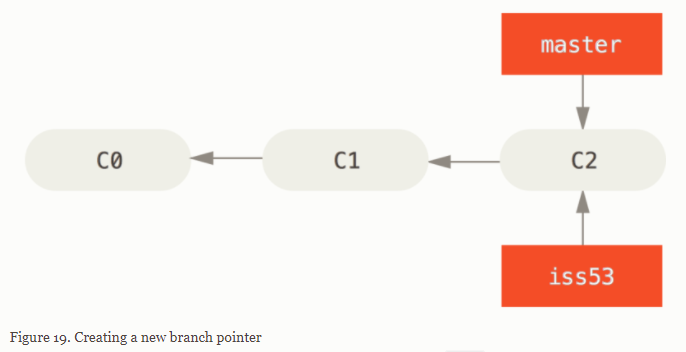 master
C0 C1 C2
iss53
Figure 19. Creating a new branch pointer